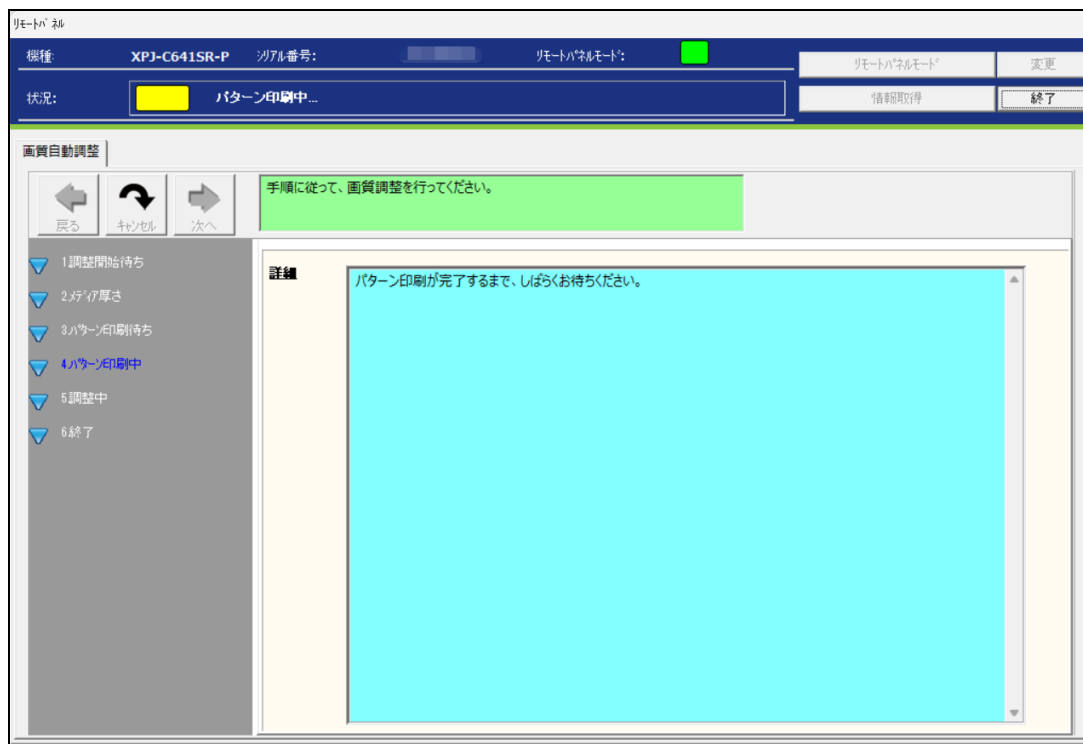 リモートパネル
機種: XPJ-C641SR-P シリアル番号: リモートパネルモード:
リモートパネルモード 変更
状況: パターン印刷中...
情報取得 終了
画質自動調整
戻る キャンセル 次へ
手順に従って、画質調整を行ってください。
1.調整開始待ち
2.メディア厚さ
3.パターン印刷待ち
4.パターン印刷中
5.調整中
6.終了
詳細
パターン印刷が完了するまで、しばらくお待ちください。